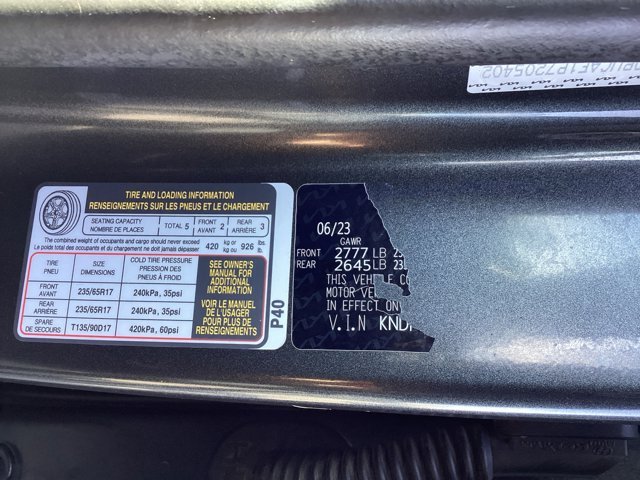 TIRE AND LOADING INFORMATION
RENSEIGNEMENTS SUR LES PNEUS ET LE CHARGEMENT
SEATING CAPACITY
NOMBRE DE PLACES
TOTAL 5
FRONT
AVANT 2
REAR
ARRIÈRE 3
The combined weight of occupants and cargo should never exceed
Le poids total des occupants et du chargement ne doit jamais dépasser
420 kg or
kg ou 926 lbs.
lb.
TIRE
PNEU
SIZE
DIMENSIONS
COLD TIRE PRESSURE
PRESSION DES
PNEUS À FROID
FRONT
AVANT
235/65R17
240kPa, 35psi
REAR
ARRIÈRE
235/65R17
240kPa, 35psi
SPARE
DE SECOURS
T135/90D17
420kPa, 60psi
SEE OWNER'S
MANUAL FOR
ADDITIONAL
INFORMATION
VOIR LE MANUEL
DE L'USAGER
POUR PLUS DE
RENSEIGNEMENTS
P40
06/23
GAWR
FRONT 2777 LB
REAR 2645 LB
THIS VEHICLE CO
MOTOR VE
IN EFFECT ON
V.I.N KND